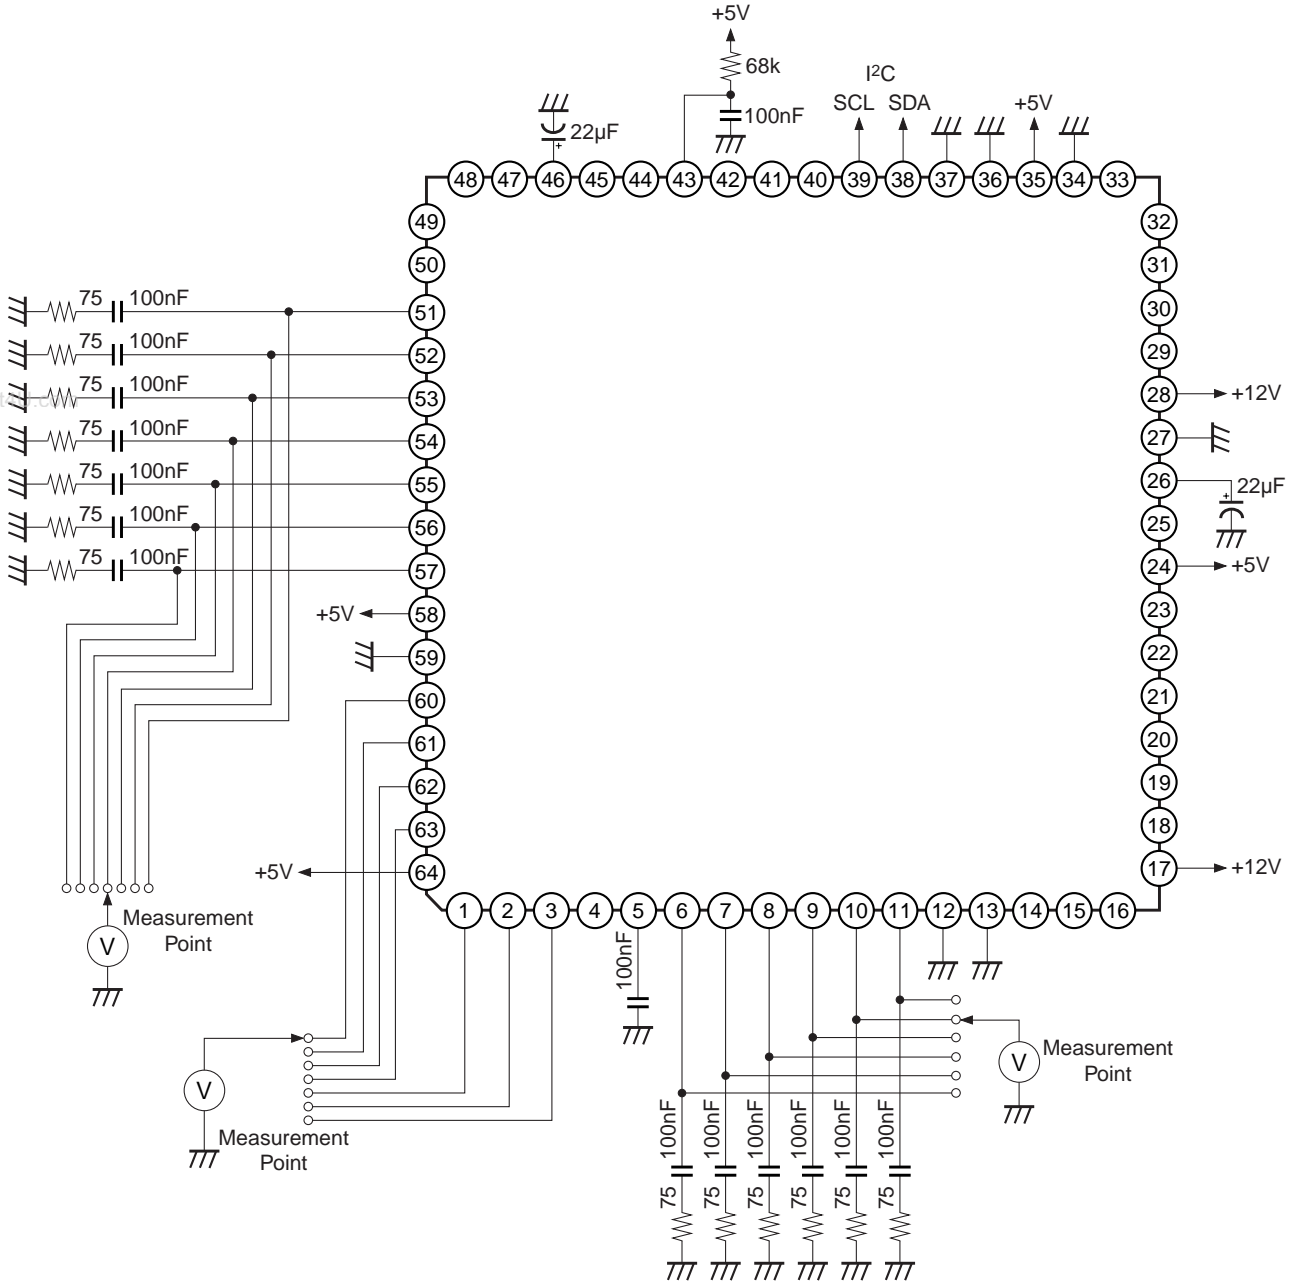 +5V
68k
100nF
I²C
SCL SDA
+5V
22µF
+
48 47 46 45 44 43 42 41 40 39 38 37 36 35 34 33
49
50
75 100nF 51
75 100nF 52
75 100nF 53
75 100nF 54
75 100nF 55
75 100nF 56
75 100nF 57
+5V 58
59
60
61
62
63
+5V 64
32
31
30
29
28 +12V
27
26 22µF
+
25
24 +5V
23
22
21
20
19
18
17 +12V
1 2 3 4 5 6 7 8 9 10 11 12 13 14 15 16
Measurement
Point
V
100nF
V
Measurement
Point
V
Measurement
Point
100nF 100nF 100nF 100nF 100nF 100nF
75 75 75 75 75 75